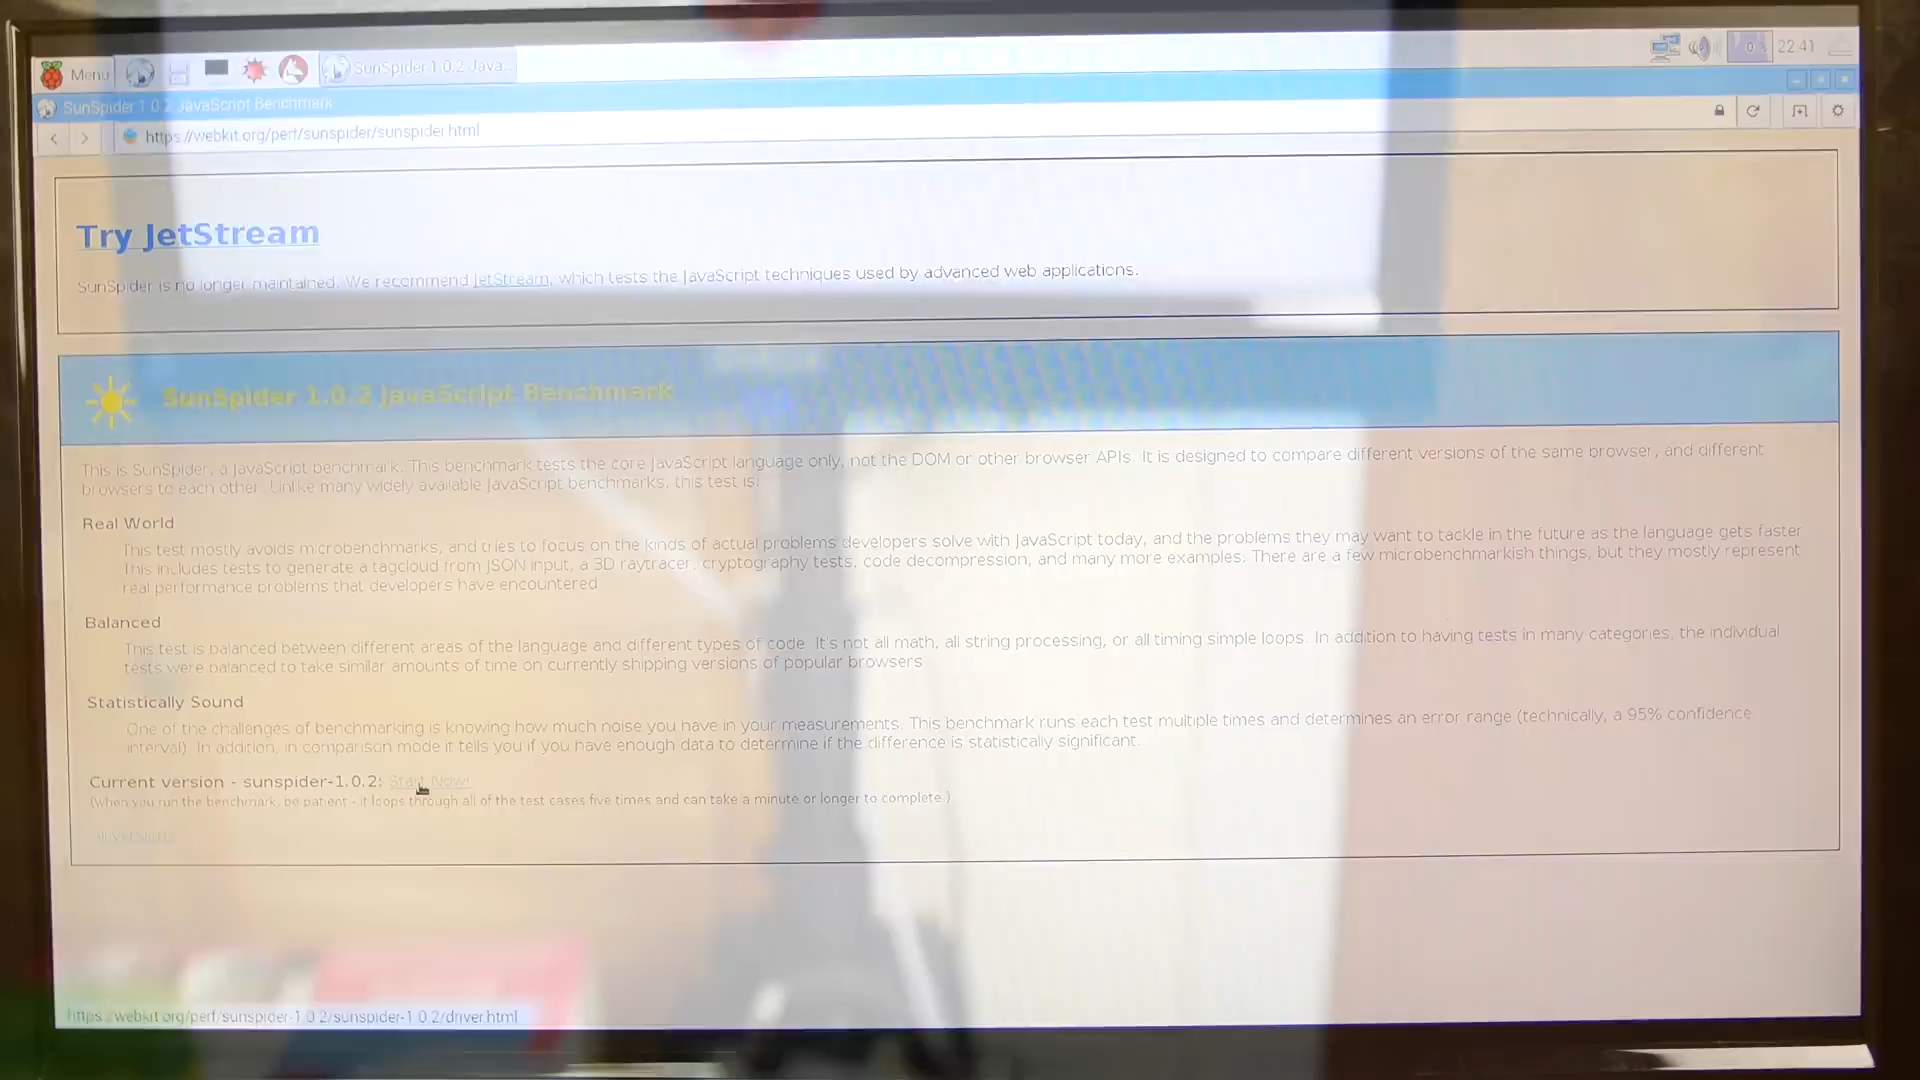 Menu
SunSpider 1.0.2 Java...
0
22:41
SunSpider 1.0.2 JavaScript Benchmark
https://webkit.org/perf/sunspider/sunspider.html
Try JetStream
SunSpider is no longer maintained. We recommend JetStream, which tests the JavaScript techniques used by advanced web applications.
SunSpider 1.0.2 JavaScript Benchmark
This is SunSpider, a JavaScript benchmark. This benchmark tests the core JavaScript language only, not the DOM or other browser APIs. It is designed to compare different versions of the same browser, and different
browsers to each other. Unlike many widely available JavaScript benchmarks, this test is:
Real World
This test mostly avoids microbenchmarks, and tries to focus on the kinds of actual problems developers solve with JavaScript today, and the problems they may want to tackle in the future as the language gets faster.
This includes tests to generate a tagcloud from JSON input, a 3D raytracer, cryptography tests, code decompression, and many more examples. There are a few microbenchmarkish things, but they mostly represent
real performance problems that developers have encountered.
Balanced
This test is balanced between different areas of the language and different types of code. It's not all math, all string processing, or all timing simple loops. In addition to having tests in many categories, the individual
tests were balanced to take similar amounts of time on currently shipping versions of popular browsers.
Statistically Sound
One of the challenges of benchmarking is knowing how much noise you have in your measurements. This benchmark runs each test multiple times and determines an error range (technically, a 95% confidence
interval). In addition, in comparison mode it tells you if you have enough data to determine if the difference is statistically significant.
Current version - sunspider-1.0.2: Start Now!
(when you run the benchmark, be patient - it loops through all of the test cases five times and can take a minute or longer to complete.)
all versions
https://webkit.org/perf/sunspider-1.0.2/sunspider-1.0.2/driver.html